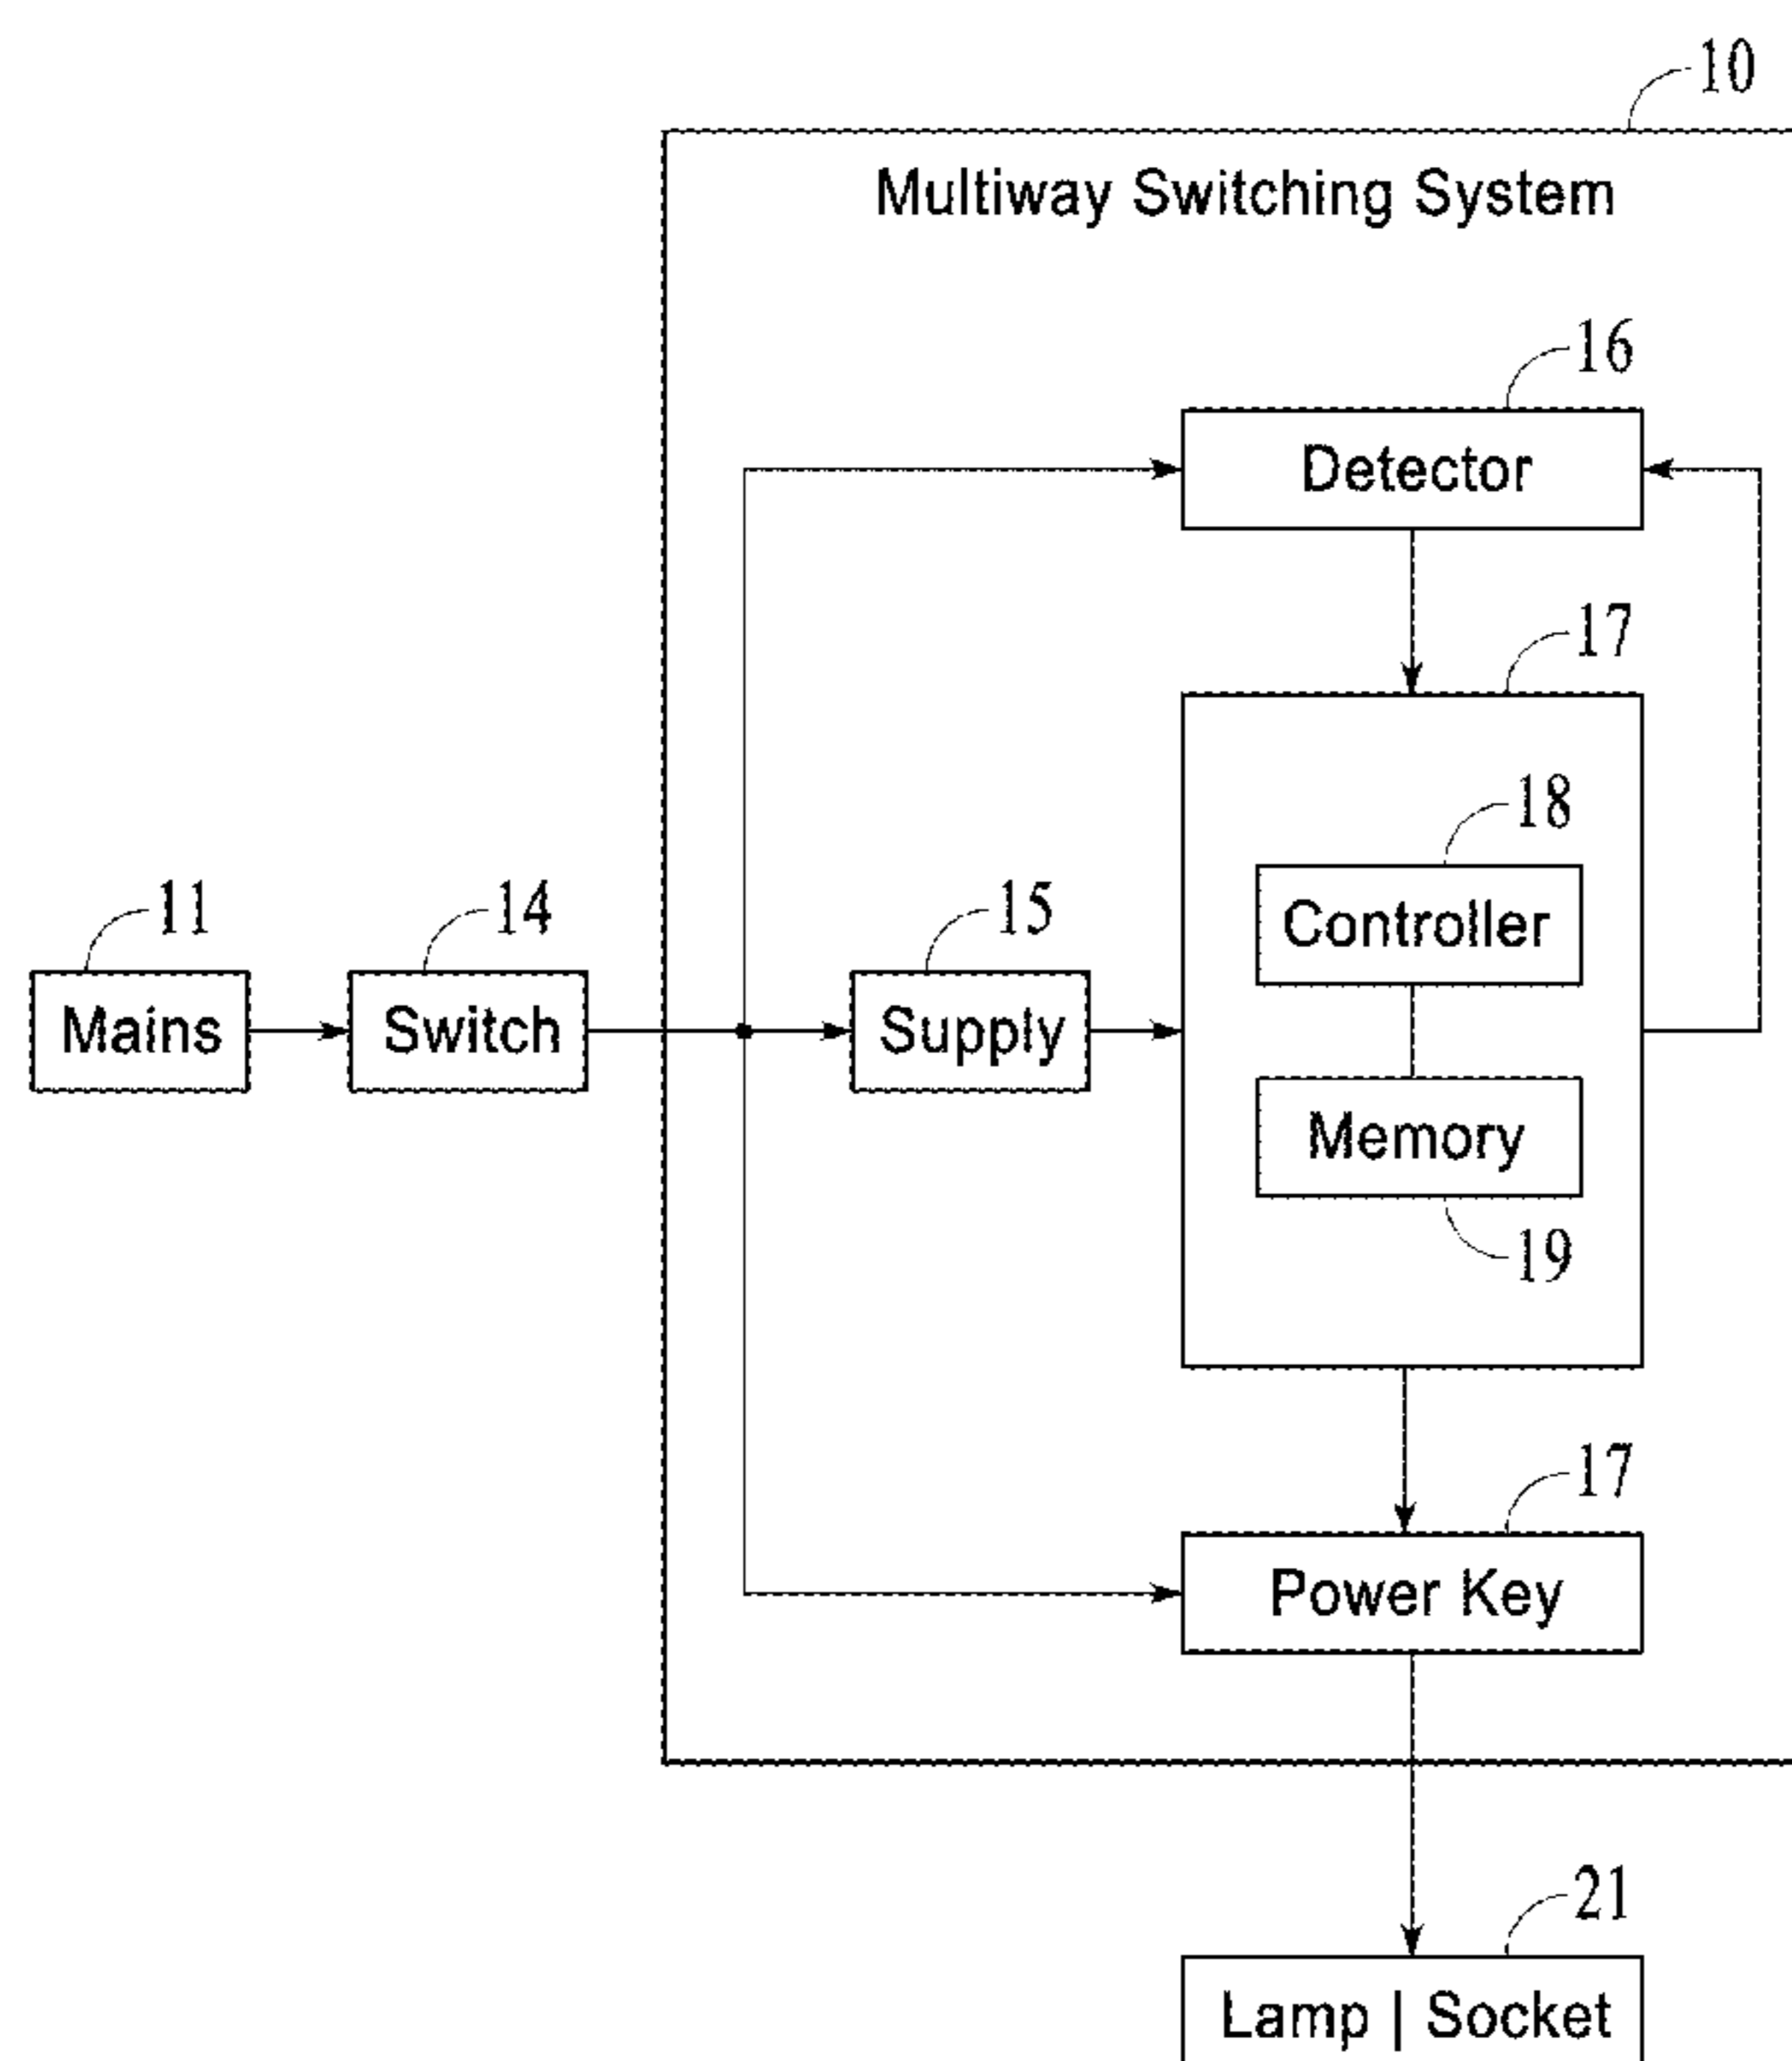 10
Multiway Switching System
16
Detector
17
18
Controller
11
14
15
Mains
Switch
Supply
Memory
19
17
Power Key
21
Lamp | Socket